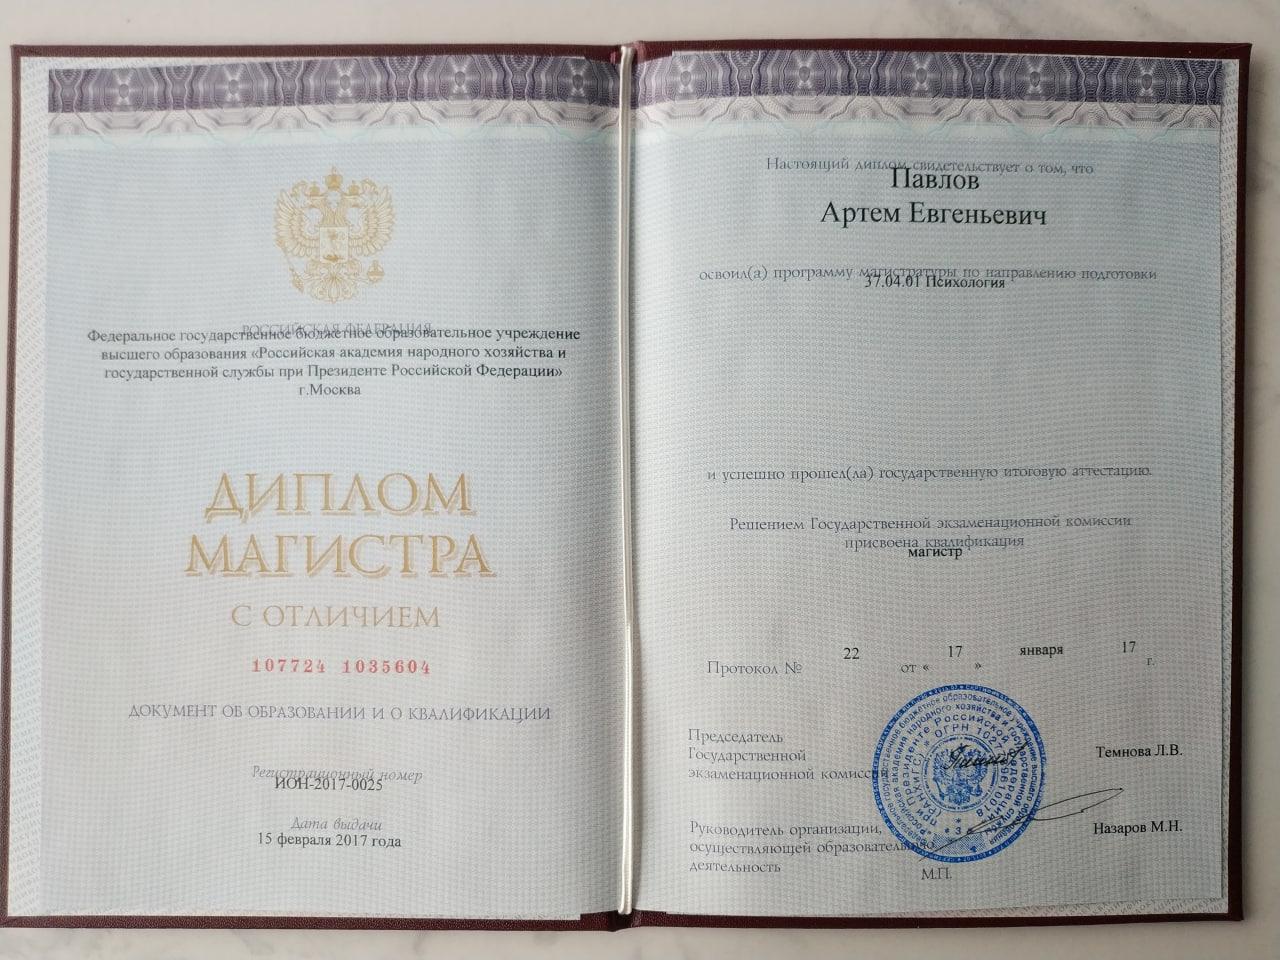 РОССИЙСКАЯ ФЕДЕРАЦИЯ
Федеральное государственное бюджетное образовательное учреждение
высшего образования «Российская академия народного хозяйства и
государственной службы при Президенте Российской Федерации»
г.Москва
ДИПЛОМ
МАГИСТРА
С ОТЛИЧИЕМ
107724 1035604
ДОКУМЕНТ ОБ ОБРАЗОВАНИИ И О КВАЛИФИКАЦИИ
Регистрационный номер
ИОН-2017-0025
Дата выдачи
15 февраля 2017 года
Настоящий диплом свидетельствует о том, что
Павлов
Артем Евгеньевич
освоил(а) программу магистратуры по направлению подготовки
37.04.01 Психология
и успешно прошел(ла) государственную итоговую аттестацию.
Решением Государственной экзаменационной комиссии
присвоена квалификация
магистр
Протокол № 22 от « 17 » января 17 г.
Председатель
Государственной
экзаменационной комиссии
Темнова Л.В.
Руководитель организации,
осуществляющей образовательную
деятельность
Назаров М.Н.
М.П.